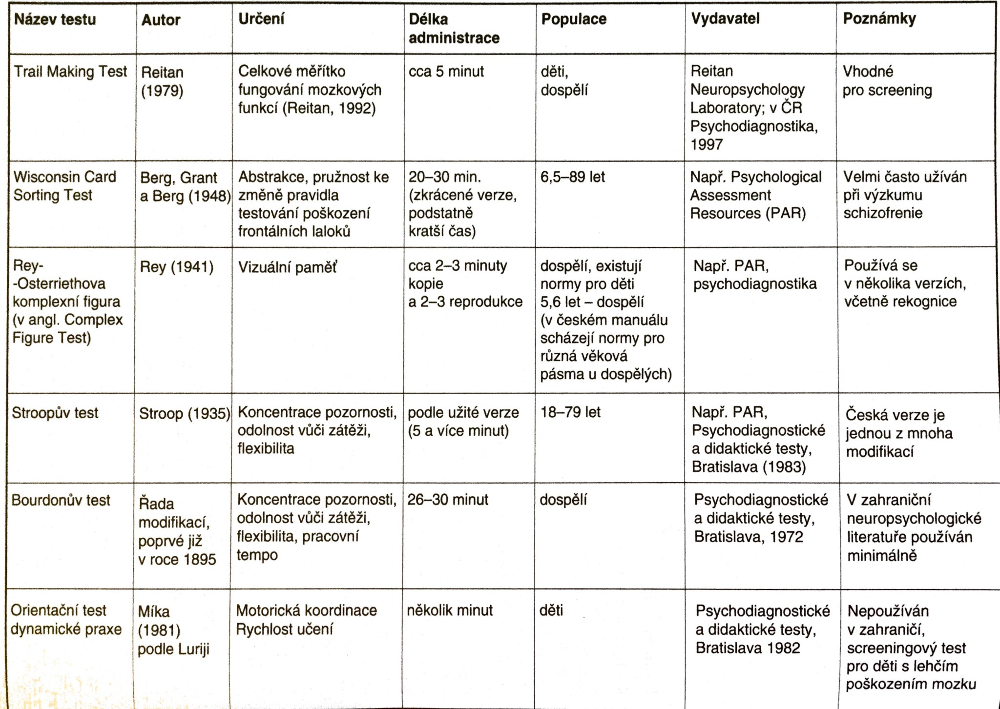 Název testu
Autor
Určení
Délka
administrace
Populace
Vydavatel
Poznámky
Trail Making Test
Reitan
(1979)
Celkové měřítko
fungování mozkových
funkcí (Reitan, 1992)
cca 5 minut
děti,
dospělí
Reitan
Neuropsychology
Laboratory; v ČR
Psychodiagnostika,
1997
Vhodné
pro screening
Wisconsin Card
Sorting Test
Berg, Grant
a Berg (1948)
Abstrakce, pružnost ke
změně pravidla
testování poškození
frontálních laloků
20–30 min.
(zkrácené verze,
podstatně
kratší čas)
6,5–89 let
Např. Psychological
Assessment
Resources (PAR)
Velmi často užíván
při výzkumu
schizofrenie
Rey-
-Osterriethova
komplexní figura
(v angl. Complex
Figure Test)
Rey (1941)
Vizuální paměť
cca 2–3 minuty
kopie
a 2–3 reprodukce
dospělí, existují
normy pro děti
5,6 let – dospělí
(v českém manuálu
scházejí normy pro
různá věková
pásma u dospělých)
Např. PAR,
psychodiagnostika
Používá se
v několika verzích,
včetně rekognice
Stroopův test
Stroop (1935)
Koncentrace pozornosti,
odolnost vůči zátěži,
flexibilita
podle užité verze
(5 a více minut)
18–79 let
Např. PAR,
Psychodiagnostické
a didaktické testy,
Bratislava (1983)
Česká verze je
jednou z mnoha
modifikací
Bourdonův test
Řada
modifikací,
poprvé již
v roce 1895
Koncentrace pozornosti,
odolnost vůči zátěži,
flexibilita, pracovní
tempo
26–30 minut
dospělí
Psychodiagnostické
a didaktické testy,
Bratislava, 1972
V zahraniční
neuropsychologické
literatuře používán
minimálně
Orientační test
dynamické praxe
Míka
(1981)
podle Luriji
Motorická koordinace
Rychlost učení
několik minut
děti
Psychodiagnostické
a didaktické testy,
Bratislava 1982
Nepoužíván
v zahraničí,
screeningový test
pro děti s lehčím
poškozením mozku